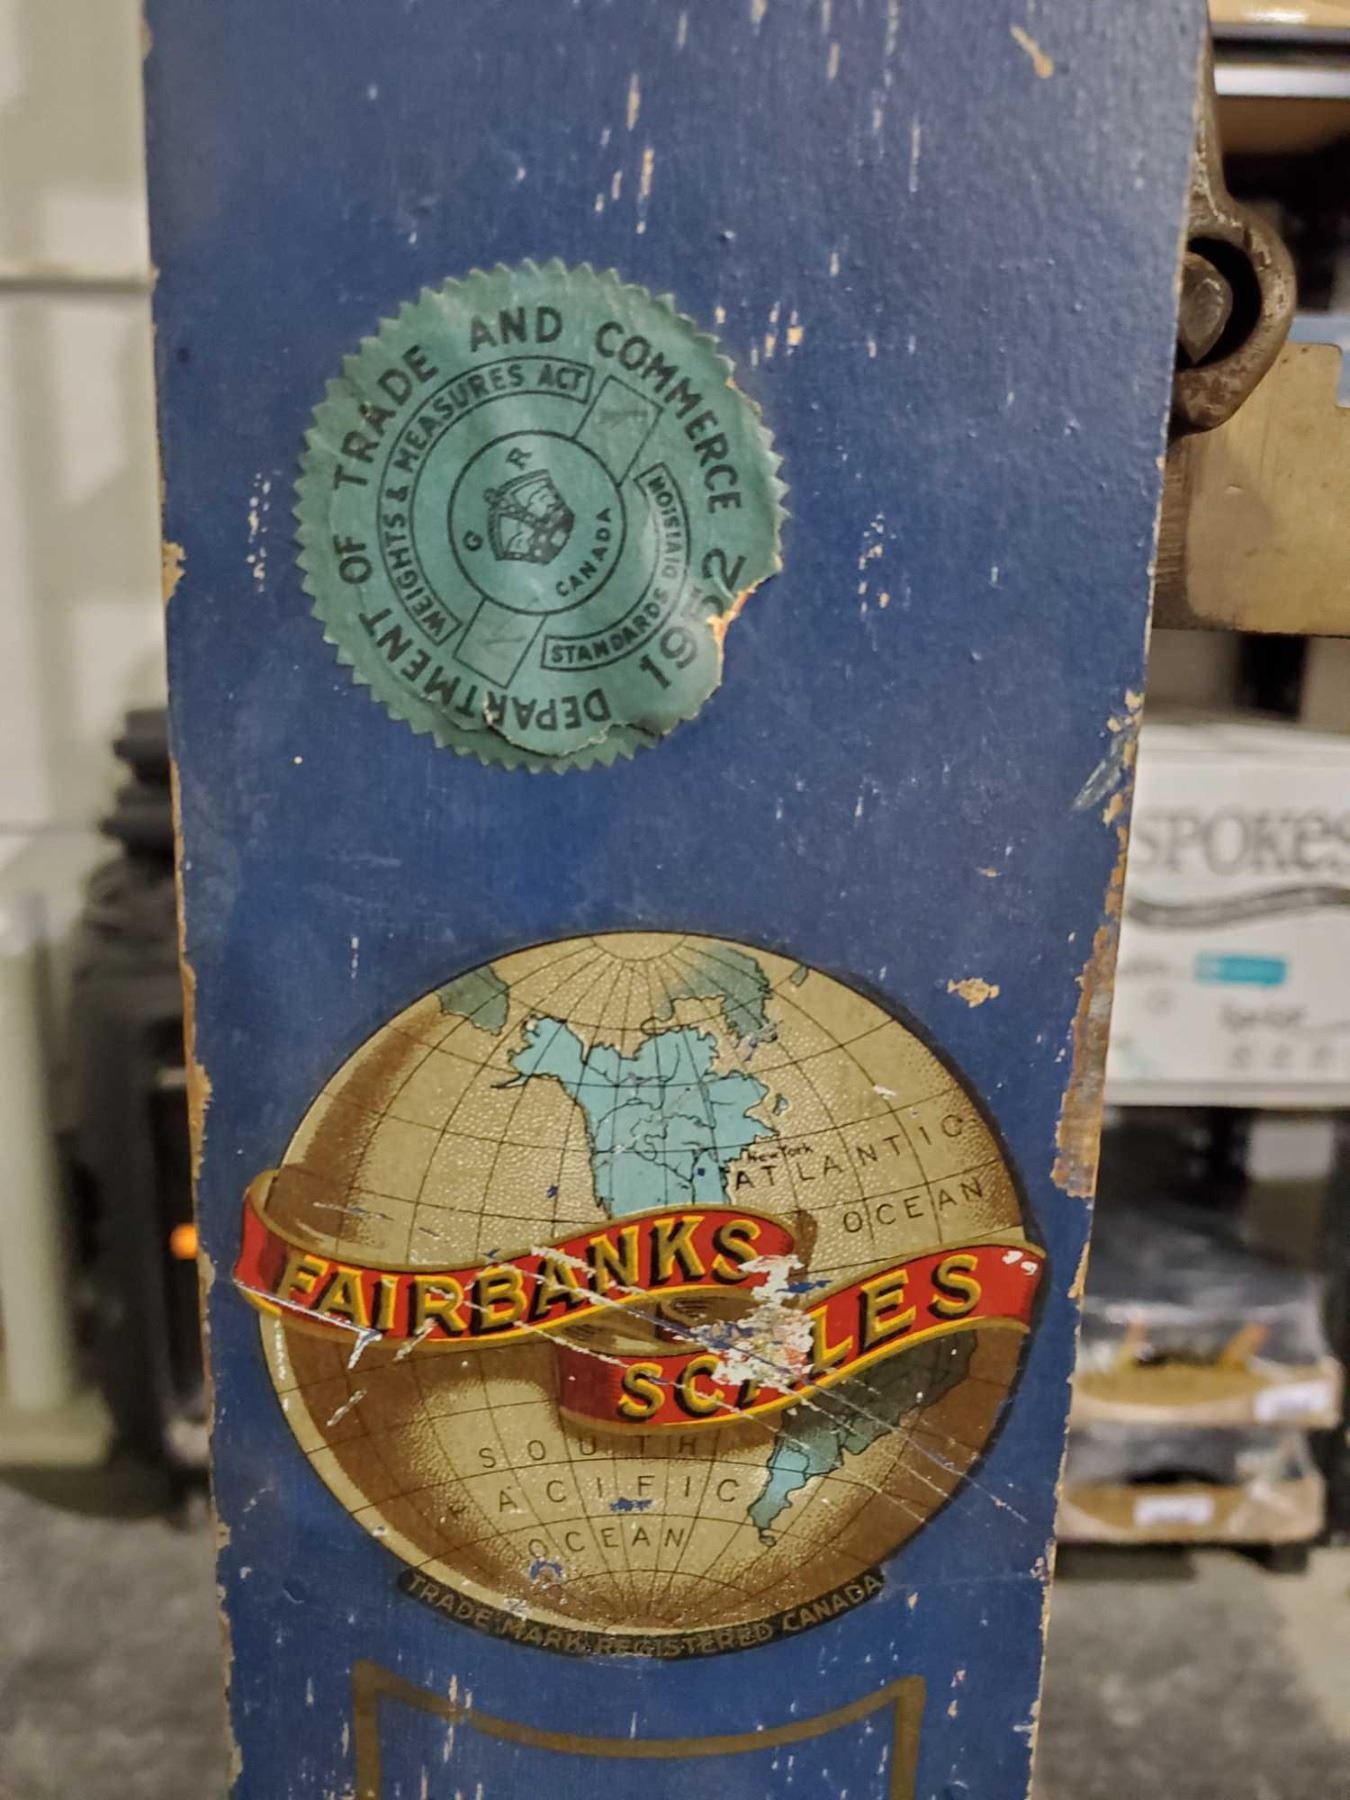 DEPARTMENT OF TRADE AND COMMERCE
1952
WEIGHTS & MEASURES ACT
STANDARDS DIVISION
G R
CANADA
SPOKES
New York
ATLANTIC
OCEAN
FAIRBANKS
SCALES
SOUTH
PACIFIC
OCEAN
TRADE MARK REGISTERED CANADA